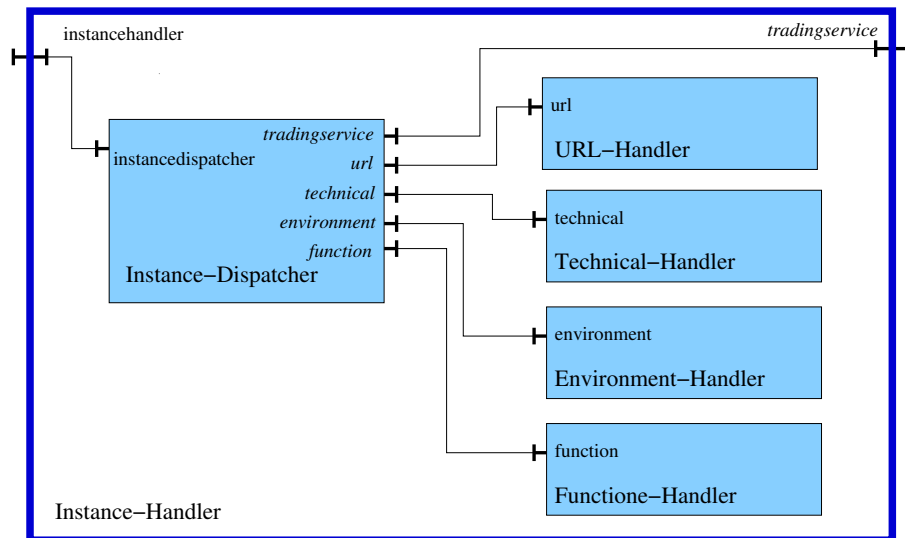 instancehandler
tradingservice
url
URL−Handler
tradingservice
instancedispatcher
url
technical
environment
function
Instance−Dispatcher
technical
Technical−Handler
environment
Environment−Handler
function
Functione−Handler
Instance−Handler